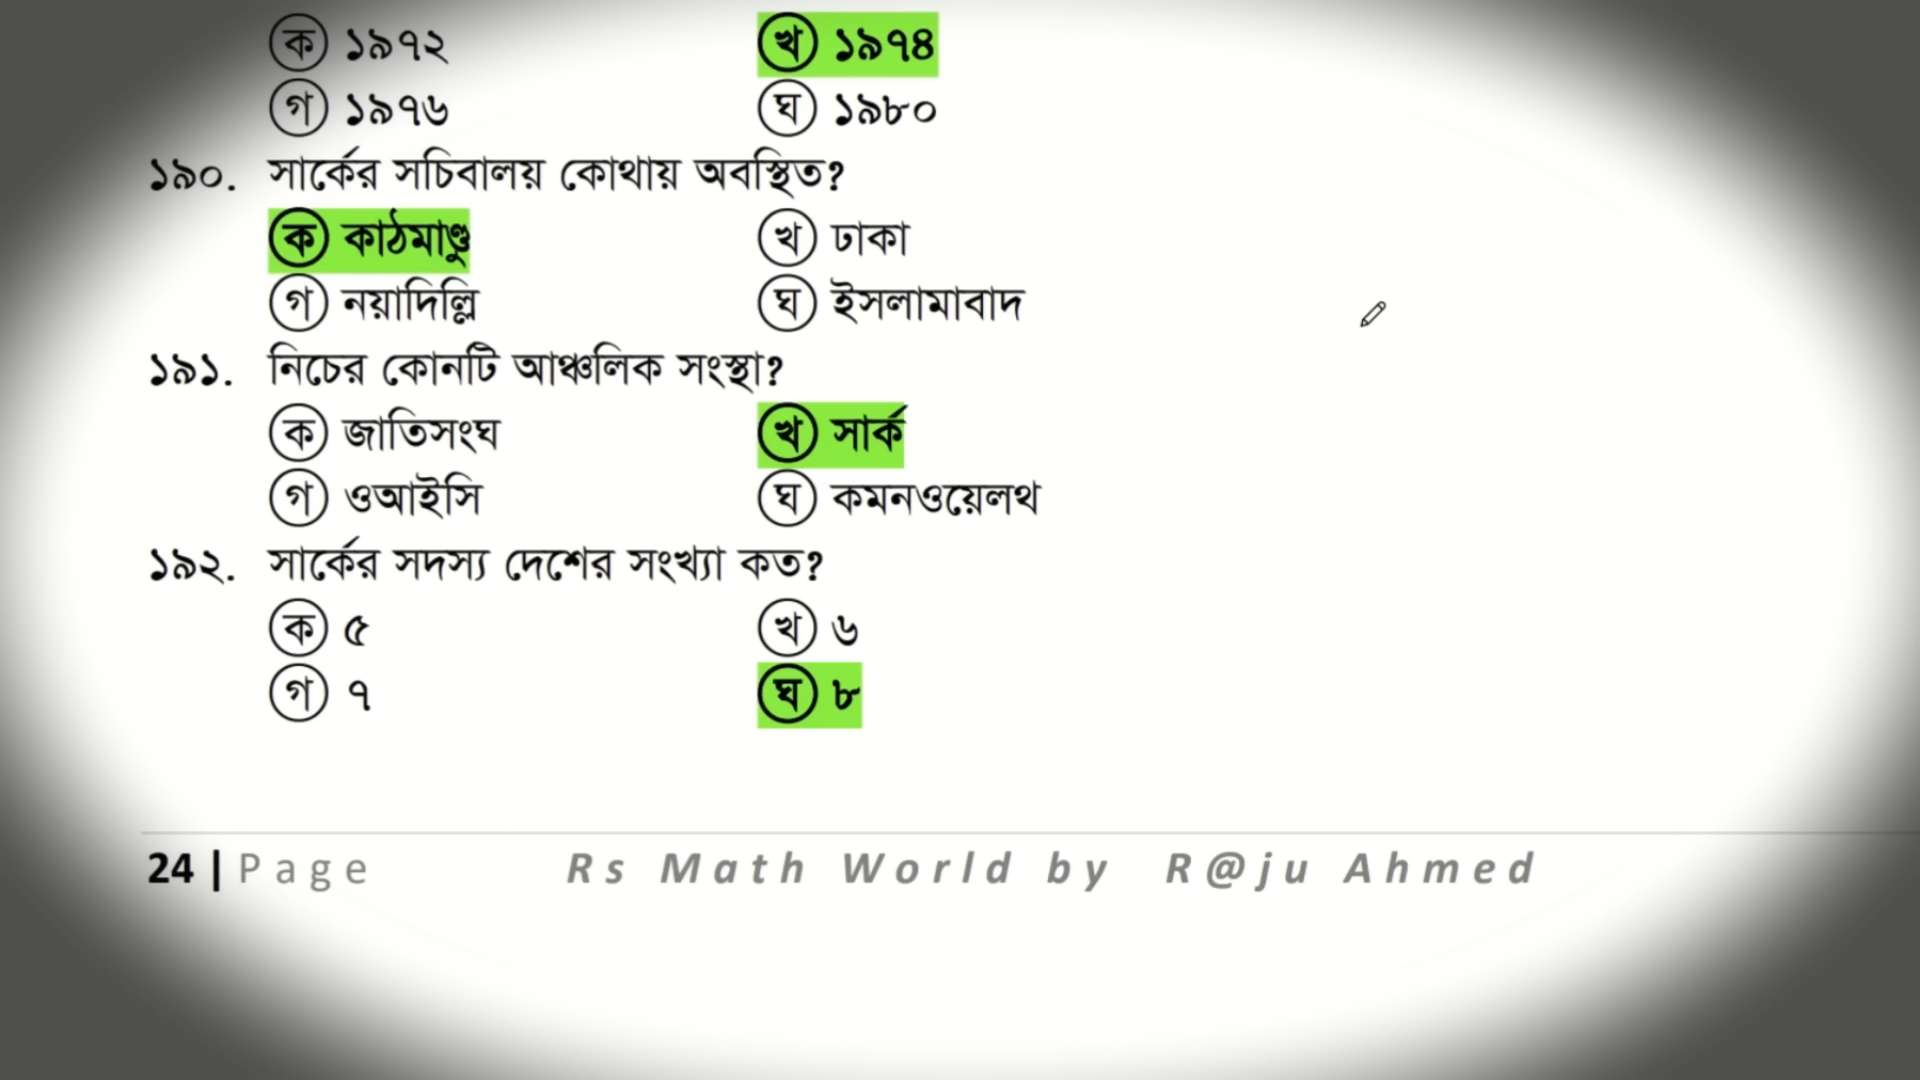 ক ১৯৭২ খ ১৯৭৪
গ ১৯৭৬ ঘ ১৯৮০
১৯০. সার্কের সচিবালয় কোথায় অবস্থিত?
ক কাঠমাণ্ডু খ ঢাকা
গ নয়াদিল্লি ঘ ইসলামাবাদ
১৯১. নিচের কোনটি আঞ্চলিক সংস্থা?
ক জাতিসংঘ খ সার্ক
গ ওআইসি ঘ কমনওয়েলথ
১৯২. সার্কের সদস্য দেশের সংখ্যা কত?
ক ৫ খ ৬
গ ৭ ঘ ৮
24 | Page Rs Math World by R@ju Ahmed